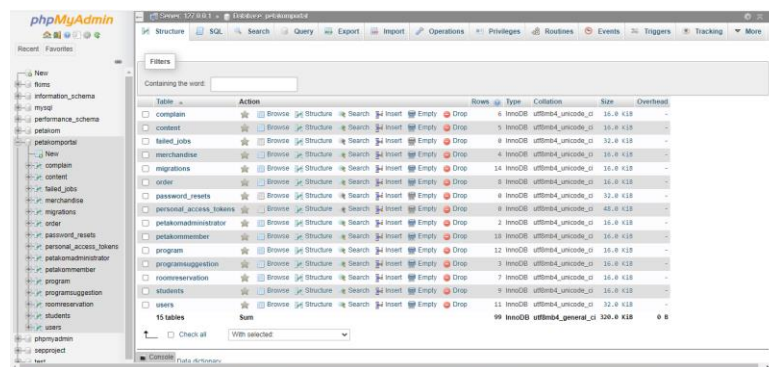 phpMyAdmin
Recent Favorites
New
floms
information_schema
mysql
performance_schema
petakom
petakomportal
New
complain
content
failed_jobs
merchandise
migrations
order
password_resets
personal_access_tokens
petakomadministrator
petakommember
program
programsuggestion
roomreservation
students
users
phpmyadmin
sepproject
test
Server: 127.0.0.1 » Database: petakomportal
Structure SQL Search Query Export Import Operations Privileges Routines Events Triggers Tracking More
Filters
Containing the word:
Table Action Rows Type Collation Size Overhead
complain Browse Structure Search Insert Empty Drop 6 InnoDB utf8mb4_unicode_ci 16.0 KiB -
content Browse Structure Search Insert Empty Drop 5 InnoDB utf8mb4_unicode_ci 16.0 KiB -
failed_jobs Browse Structure Search Insert Empty Drop 0 InnoDB utf8mb4_unicode_ci 32.0 KiB -
merchandise Browse Structure Search Insert Empty Drop 4 InnoDB utf8mb4_unicode_ci 16.0 KiB -
migrations Browse Structure Search Insert Empty Drop 14 InnoDB utf8mb4_unicode_ci 16.0 KiB -
order Browse Structure Search Insert Empty Drop 8 InnoDB utf8mb4_unicode_ci 16.0 KiB -
password_resets Browse Structure Search Insert Empty Drop 0 InnoDB utf8mb4_unicode_ci 32.0 KiB -
personal_access_tokens Browse Structure Search Insert Empty Drop 0 InnoDB utf8mb4_unicode_ci 48.0 KiB -
petakomadministrator Browse Structure Search Insert Empty Drop 2 InnoDB utf8mb4_unicode_ci 16.0 KiB -
petakommember Browse Structure Search Insert Empty Drop 18 InnoDB utf8mb4_unicode_ci 16.0 KiB -
program Browse Structure Search Insert Empty Drop 12 InnoDB utf8mb4_unicode_ci 16.0 KiB -
programsuggestion Browse Structure Search Insert Empty Drop 3 InnoDB utf8mb4_unicode_ci 16.0 KiB -
roomreservation Browse Structure Search Insert Empty Drop 7 InnoDB utf8mb4_unicode_ci 16.0 KiB -
students Browse Structure Search Insert Empty Drop 9 InnoDB utf8mb4_unicode_ci 16.0 KiB -
users Browse Structure Search Insert Empty Drop 11 InnoDB utf8mb4_unicode_ci 32.0 KiB -
15 tables Sum 99 InnoDB utf8mb4_general_ci 320.0 KiB 0 B
Check all With selected:
Console Data dictionary